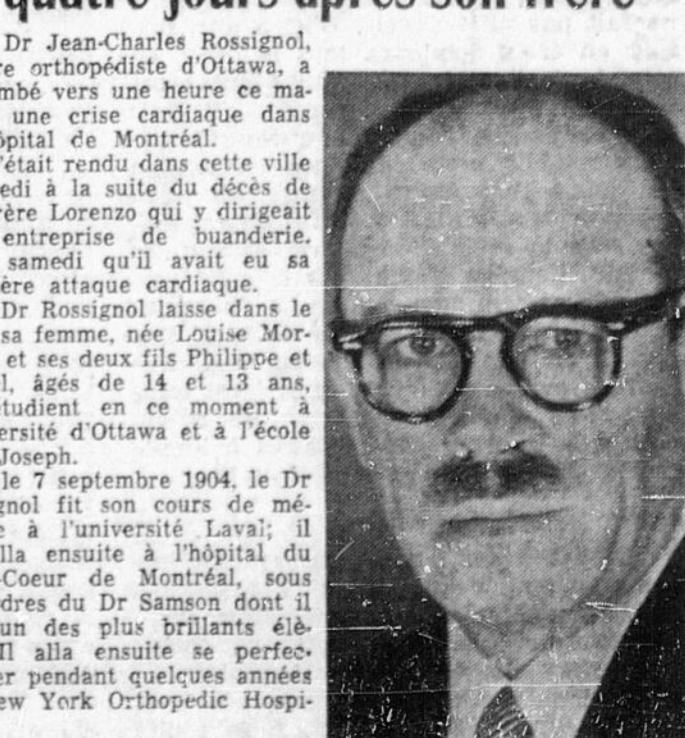 quatre jours après son frère
Dr Jean-Charles Rossignol,
re orthopédiste d'Ottawa, a
mbé vers une heure ce ma-
une crise cardiaque dans
ôpital de Montréal.
'était rendu dans cette ville
edi à la suite du décès de
rère Lorenzo qui y dirigeait
entreprise de buanderie.
samedi qu'il avait eu sa
ère attaque cardiaque.
Dr Rossignol laisse dans le
sa femme, née Louise Mor-
et ses deux fils Philippe et
l, âgés de 14 et 13 ans,
étudient en ce moment à
ersité d'Ottawa et à l'école
Joseph.
le 7 septembre 1904, le Dr
gnol fit son cours de mé-
e à l'université Laval; il
lla ensuite à l'hôpital du
-Coeur de Montréal, sous
rdres du Dr Samson dont il
un des plus brillants élè-
Il alla ensuite se perfec-
er pendant quelques années
ew York Orthopedic Hospi-